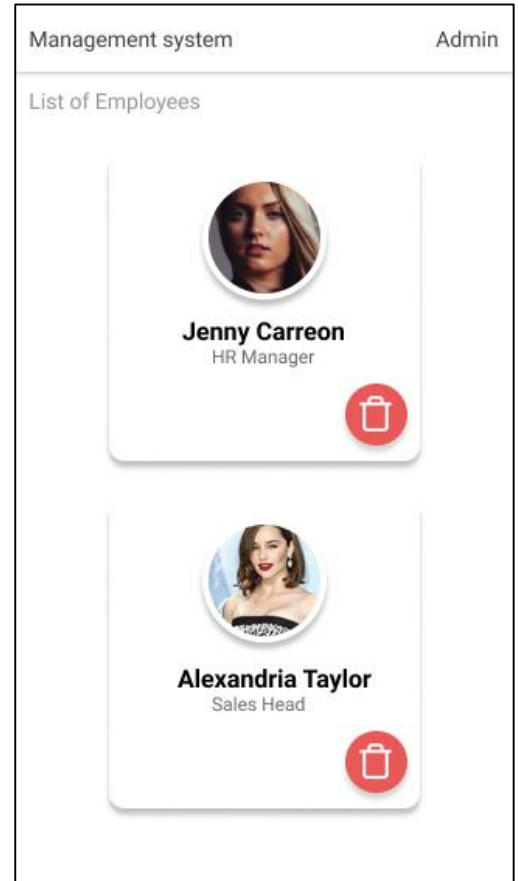 Management system Admin
List of Employees
Jenny Carreon
HR Manager
Alexandria Taylor
Sales Head